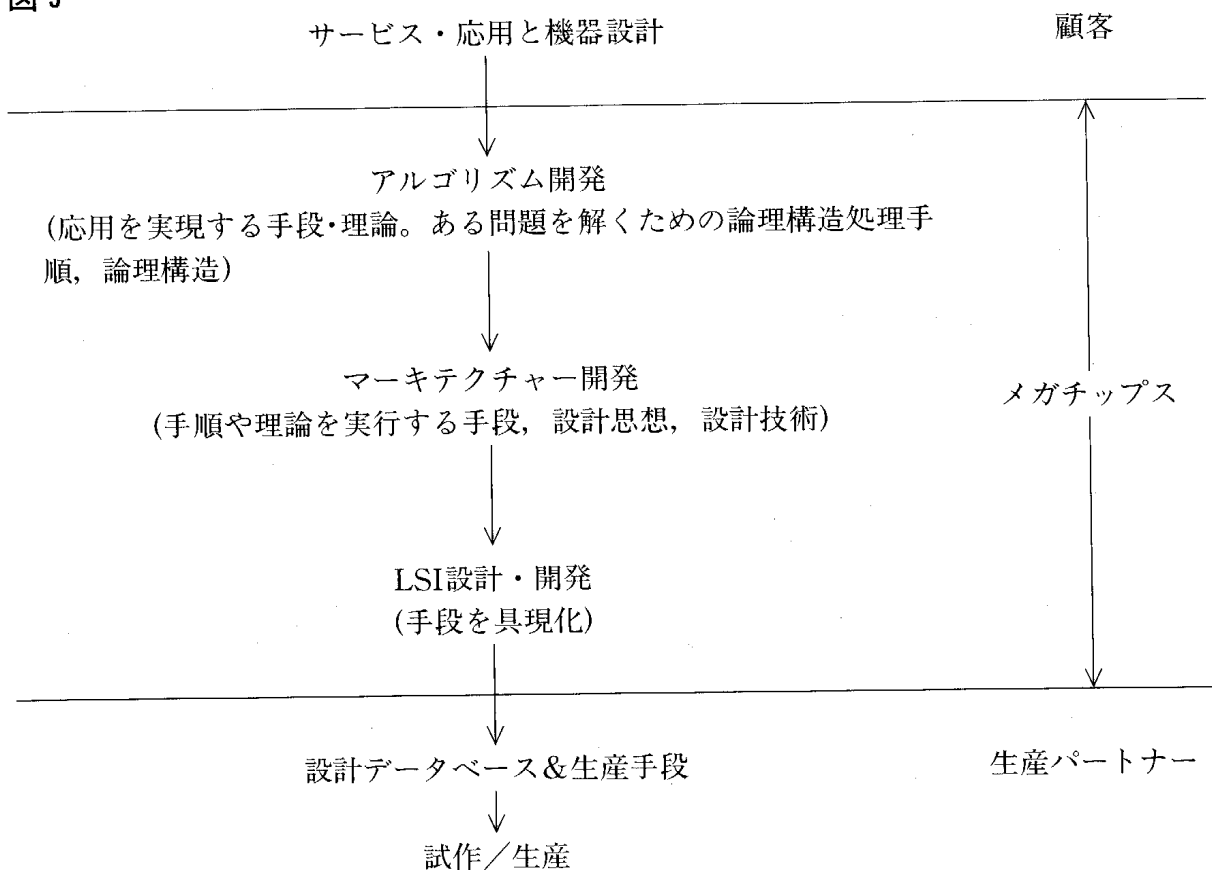 サービス・応用と機器設計
顧客
アルゴリズム開発
(応用を実現する手段・理論。ある問題を解くための論理構造処理手
順，論理構造)
マーキテクチャー開発
(手順や理論を実行する手段，設計思想，設計技術)
メガチップス
LSI設計・開発
(手段を具現化)
設計データベース&生産手段
生産パートナー
試作／生産